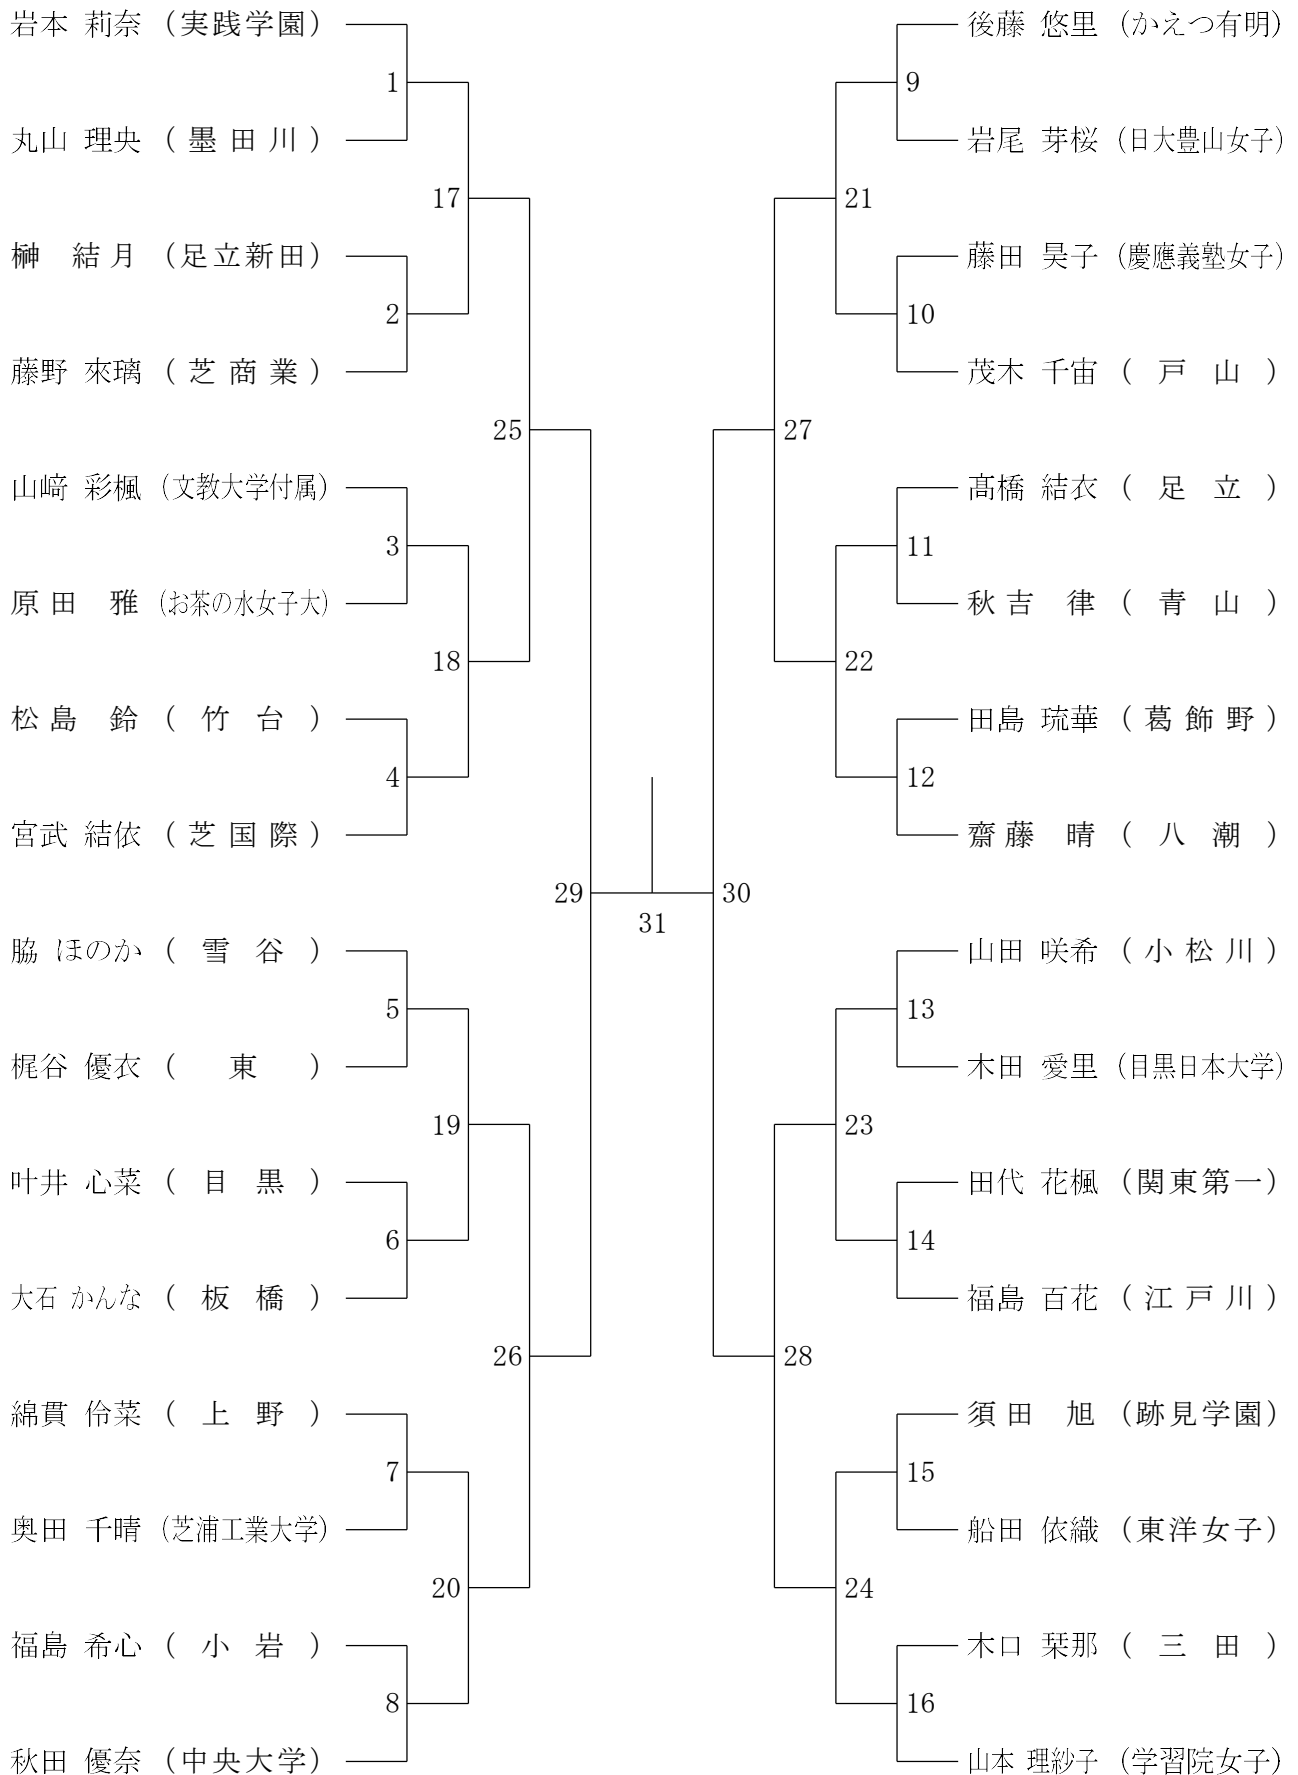 岩本 莉奈 (実践学園)
1
丸山 理央 (墨田川)
17
榊 結月 (足立新田)
2
藤野 來璃 (芝商業)
25
山﨑 彩楓 (文教大学付属)
3
原田 雅 (お茶の水女子大)
18
松島 鈴 (竹台)
4
宮武 結依 (芝国際)
29
脇 ほのか (雪谷)
5
梶谷 優衣 (東)
19
叶井 心菜 (目黒)
6
大石 かんな (板橋)
26
綿貫 伶菜 (上野)
7
奥田 千晴 (芝浦工業大学)
20
福島 希心 (小岩)
8
秋田 優奈 (中央大学)
31
後藤 悠里 (かえつ有明)
9
岩尾 芽桜 (日大豊山女子)
21
藤田 昊子 (慶應義塾女子)
10
茂木 千宙 (戸山)
27
髙橋 結衣 (足立)
11
秋吉 律 (青山)
22
田島 琉華 (葛飾野)
12
齋藤 晴 (八潮)
30
山田 咲希 (小松川)
13
木田 愛里 (目黒日本大学)
23
田代 花楓 (関東第一)
14
福島 百花 (江戸川)
28
須田 旭 (跡見学園)
15
船田 依織 (東洋女子)
24
木口 栞那 (三田)
16
山本 理紗子 (学習院女子)